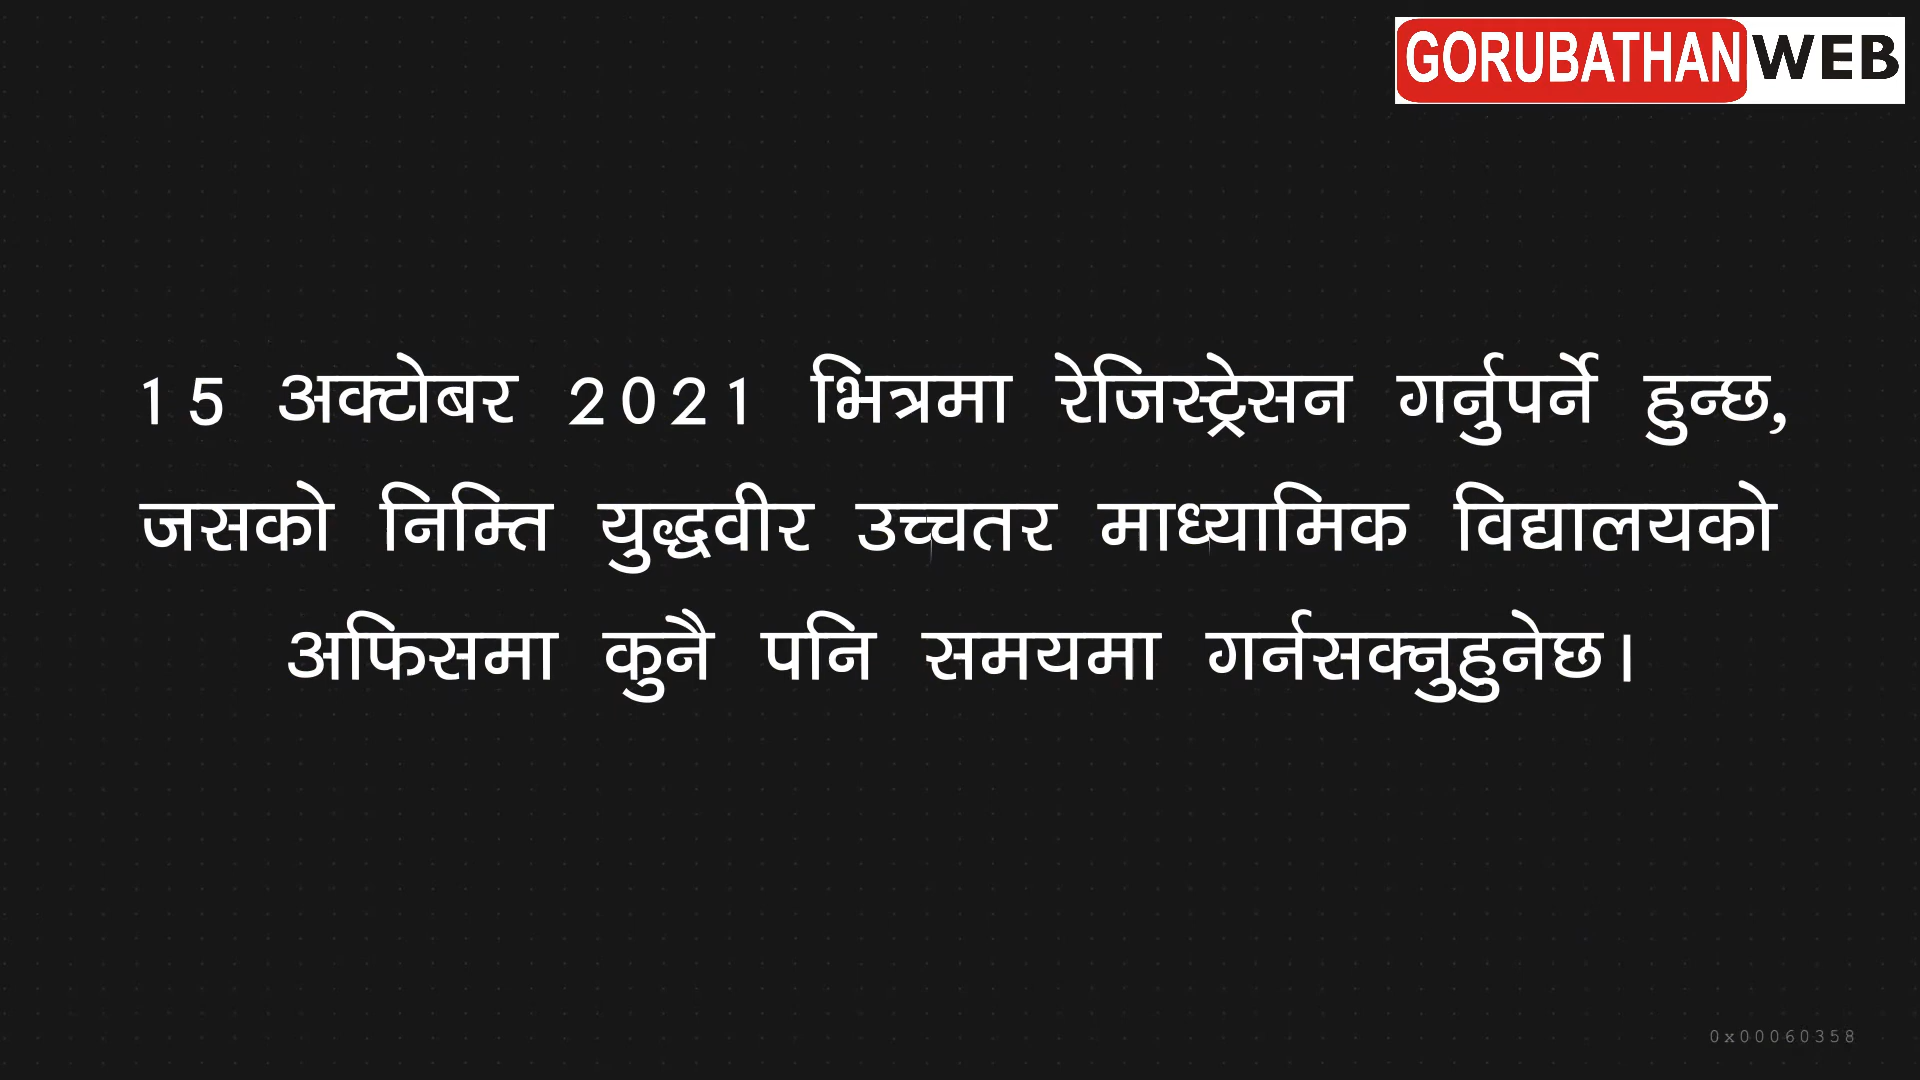 GORUBATHAN WEB
15 अक्टोबर 2021 भित्रमा रेजिस्ट्रेसन गर्नुपर्ने हुन्छ,
जसको निम्ति युद्धवीर उच्चतर माध्यामिक विद्यालयको
अफिसमा कुनै पनि समयमा गर्नसक्नुहुनेछ।
0x00060358